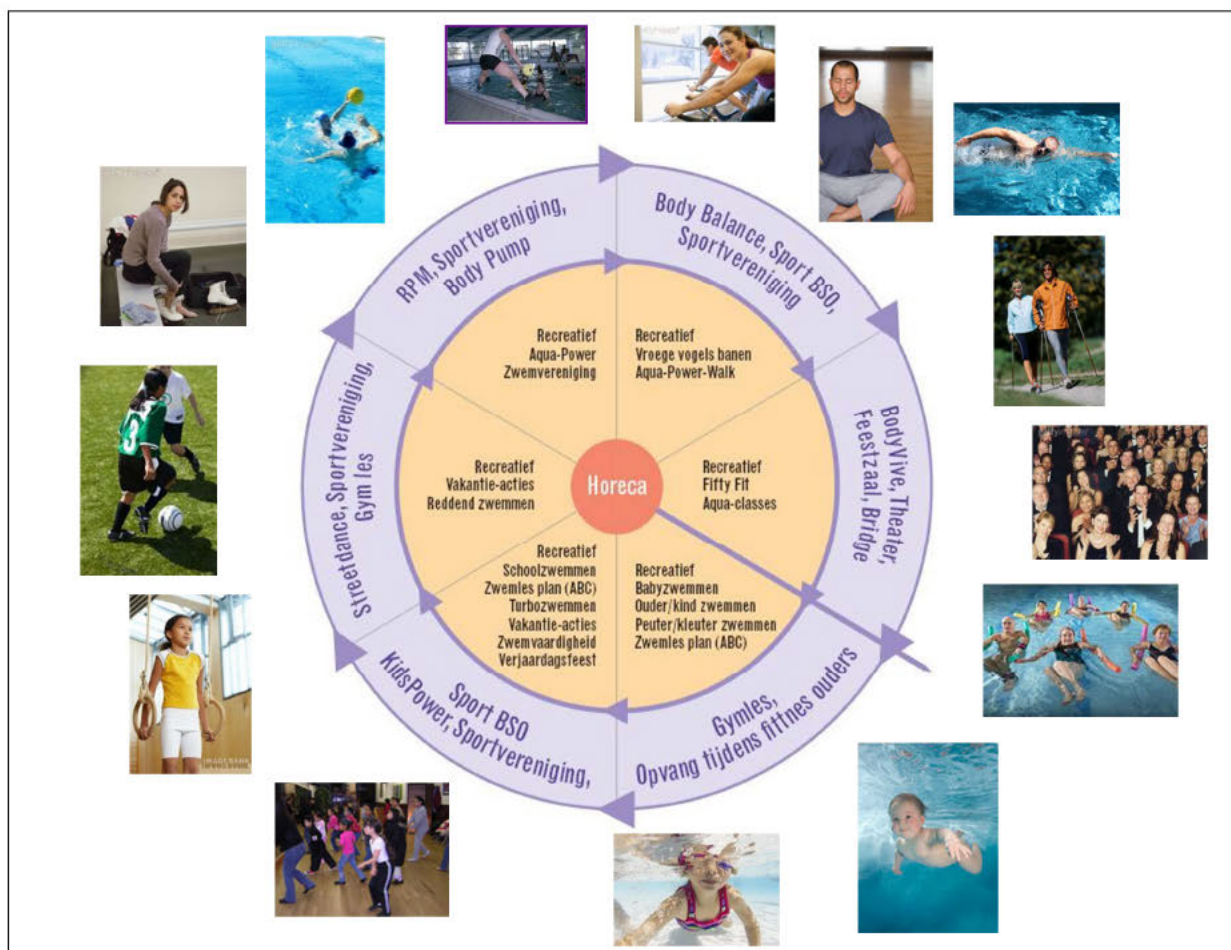 RPM, Sportvereniging,
Body Pump
Body Balance, Sport BSO,
Sportvereniging
BodyVive, Theater,
Feestzaal, Bridge
Gymles,
Opvang tijdens fittnes ouders
Sport BSO
KidsPower, Sportvereniging,
Streetdance, Sportvereniging,
Gym les
Recreatief
Aqua-Power
Zwemvereniging
Recreatief
Vroege vogels banen
Aqua-Power-Walk
Recreatief
Vakantie-acties
Reddend zwemmen
Horeca
Recreatief
Fifty Fit
Aqua-classes
Recreatief
Schoolzwemmen
Zwemles plan (ABC)
Turbozwemmen
Vakantie-acties
Zwemvaardigheid
Verjaardagsfeest
Recreatief
Babyzwemmen
Ouder/kind zwemmen
Peuter/kleuter zwemmen
Zwemles plan (ABC)
3